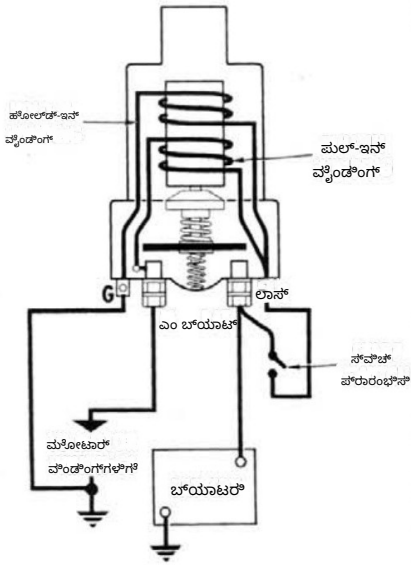 ಹೋಲ್ಡ್-ಇನ್
ವೈಂಡಿಂಗ್
ಪುಲ್-ಇನ್
ವೈಂಡಿಂಗ್
G
ಲಾಸ್
ಎಂ ಬ್ಯಾಟ್
ಸ್ವಿಚ್
ಪ್ರಾರಂಭಿಸಿ
ಮೋಟಾರ್
ವಿಂಡಿಂಗ್‌ಗಳಿಗೆ
ಬ್ಯಾಟರಿ